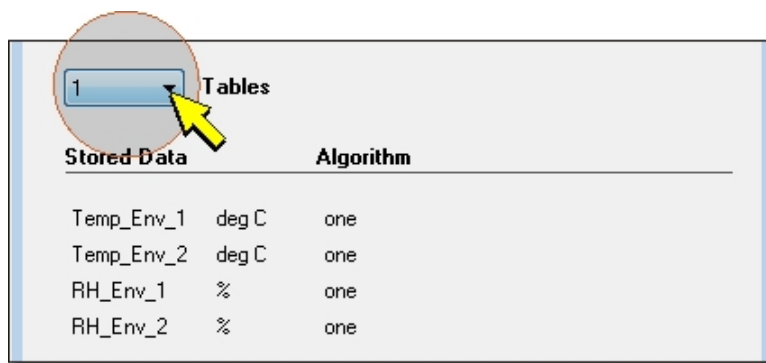 1 Tables
Stored Data Algorithm
Temp_Env_1 deg C one
Temp_Env_2 deg C one
RH_Env_1 % one
RH_Env_2 % one